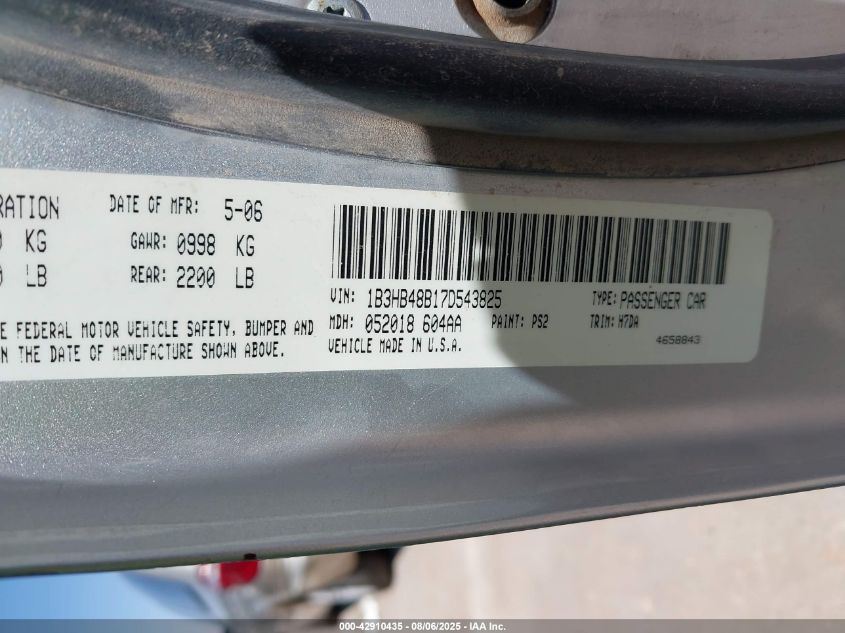 RATION DATE OF MFR: 5-06
KG GAWR: 0998 KG
LB REAR: 2200 LB
VIN: 1B3HB48B17D543825 TYPE: PASSENGER CAR
E FEDERAL MOTOR VEHICLE SAFETY, BUMPER AND
MDH: 052018 604AA PAINT: PS2 TRIM: H7DA
ON THE DATE OF MANUFACTURE SHOWN ABOVE.
VEHICLE MADE IN U.S.A.
4658843
000-42910435 - 08/06/2025 - IAA Inc.